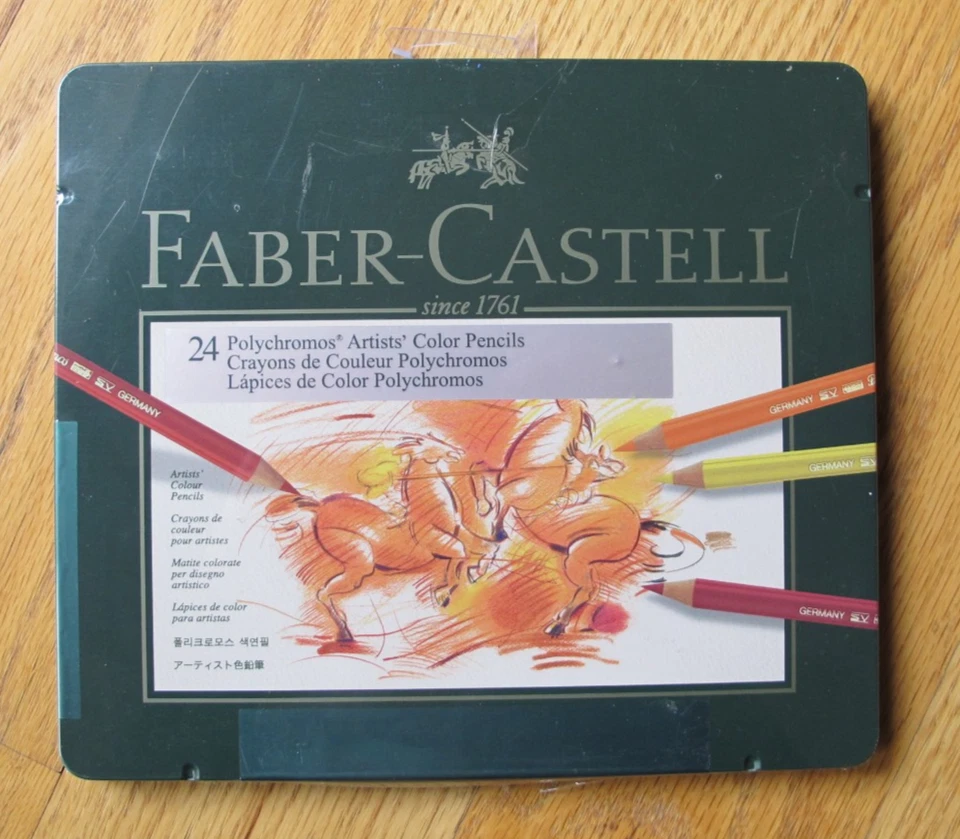 FABER-CASTELL
since 1761
24 Polychromos® Artists' Color Pencils
Crayons de Couleur Polychromos
Lápices de Color Polychromos
GERMANY
GERMANY
GERMANY
GERMANY
Artists'
Colour
Pencils
Crayons de
couleur
pour artistes
Matite colorate
per disegno
artistico
Lápices de color
para artistas
폴리크로모스 색연필
アーティスト色鉛筆